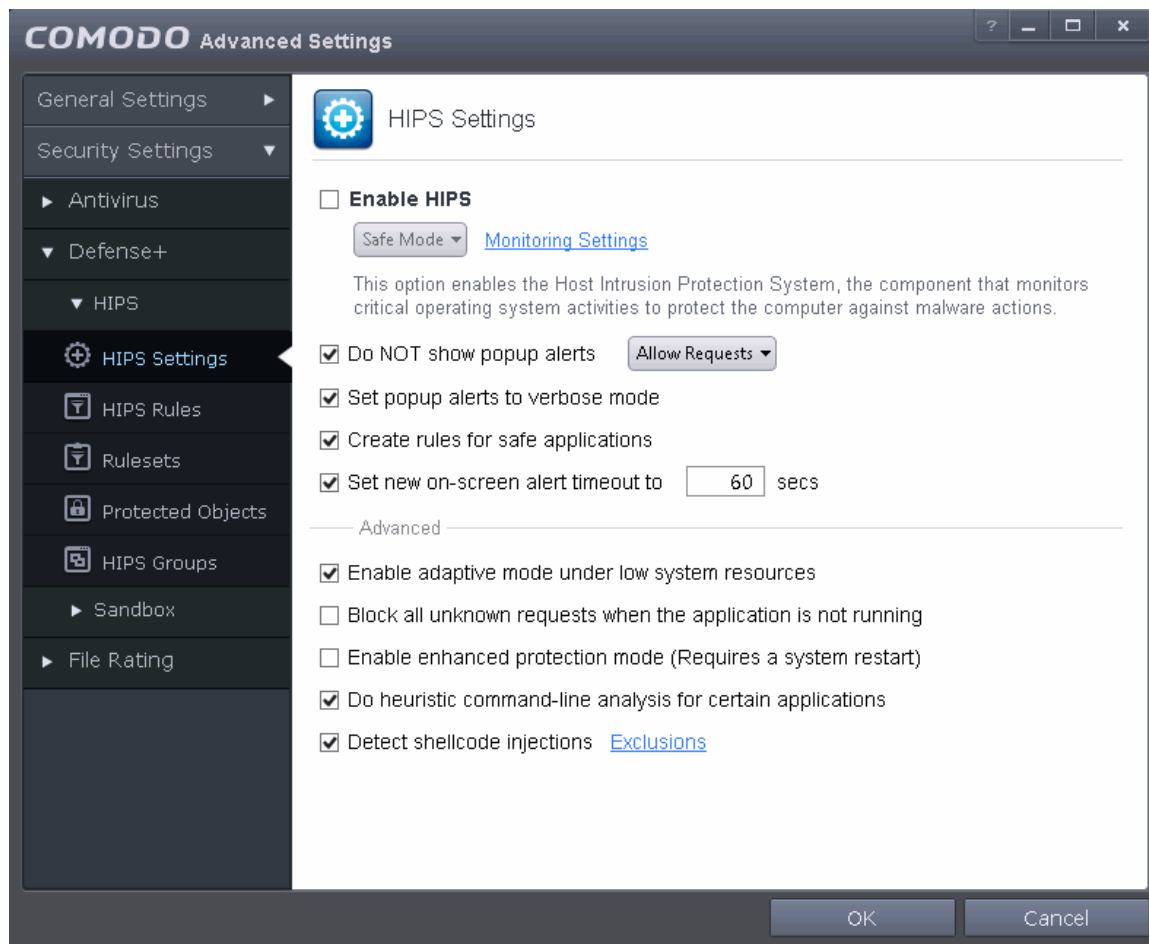 COMODO Advanced Settings
?
General Settings
Security Settings
Antivirus
Defense+
HIPS
HIPS Settings
HIPS Rules
Rulesets
Protected Objects
HIPS Groups
Sandbox
File Rating
HIPS Settings
Enable HIPS
Safe Mode Monitoring Settings
This option enables the Host Intrusion Protection System, the component that monitors
critical operating system activities to protect the computer against malware actions.
Do NOT show popup alerts Allow Requests
Set popup alerts to verbose mode
Create rules for safe applications
Set new on-screen alert timeout to 60 secs
Advanced
Enable adaptive mode under low system resources
Block all unknown requests when the application is not running
Enable enhanced protection mode (Requires a system restart)
Do heuristic command-line analysis for certain applications
Detect shellcode injections Exclusions
OK Cancel